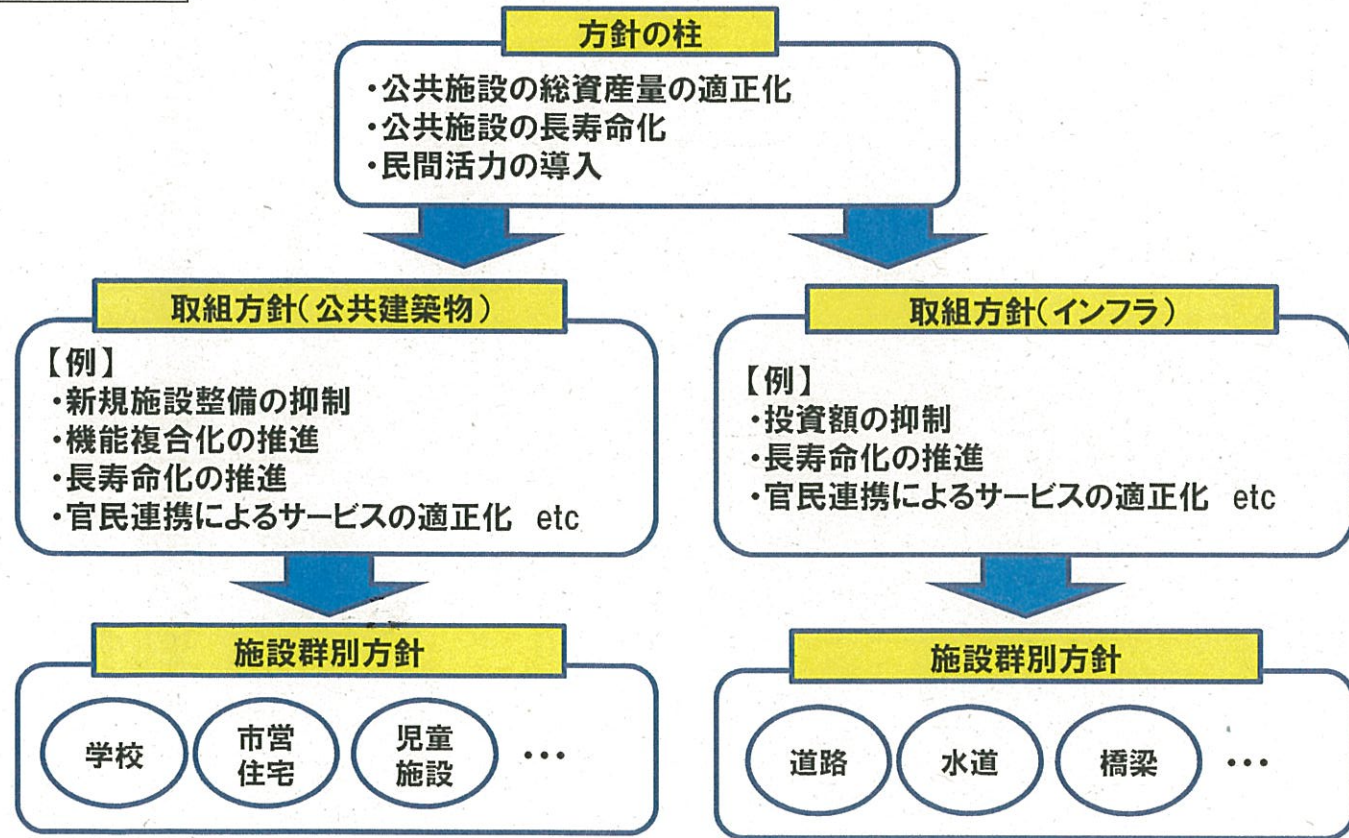 方針の柱
・公共施設の総資産量の適正化
・公共施設の長寿命化
・民間活力の導入
取組方針(公共建築物)
【例】
・新規施設整備の抑制
・機能複合化の推進
・長寿命化の推進
・官民連携によるサービスの適正化 etc
取組方針(インフラ)
【例】
・投資額の抑制
・長寿命化の推進
・官民連携によるサービスの適正化 etc
施設群別方針
学校
市営
住宅
児童
施設
…
施設群別方針
道路
水道
橋梁
…